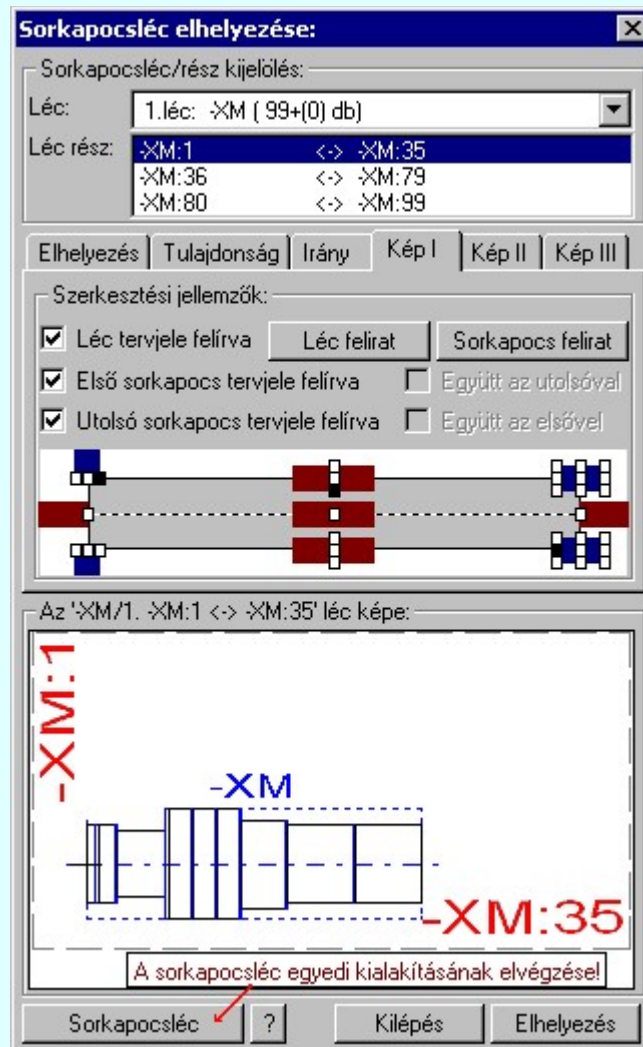 Sorkapocsléc elhelyezése:
Sorkapocsléc/rész kijelölés:
Léc: 1.léc: -XM ( 99+(0) db)
Léc rész: -XM:1 <-> -XM:35
-XM:36 <-> -XM:79
-XM:80 <-> -XM:99
Elhelyezés Tulajdonság Irány Kép I Kép II Kép III
Szerkesztési jellemzők:
Léc tervjele felírva Léc felirat Sorkapocs felirat
Első sorkapocs tervjele felírva Együtt az utolsóval
Utolsó sorkapocs tervjele felírva Együtt az elsővel
Az '-XM/1. -XM:1 <-> -XM:35' léc képe:
-XM:1
-XM
-XM:35
A sorkapocsléc egyedi kialakításának elvégzése!
Sorkapocsléc ? Kilépés Elhelyezés